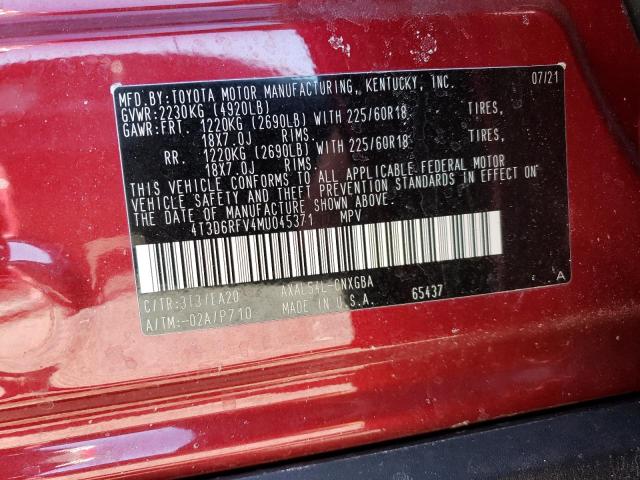 MFD.BY:TOYOTA MOTOR MANUFACTURING, KENTUCKY, INC. 07/21
GVWR:2230KG (4920LB)
GAWR:FRT. 1220KG (2690LB) WITH 225/60R18 TIRES,
18X7.0J RIMS
RR. 1220KG (2690LB) WITH 225/60R18 TIRES,
18X7.0J RIMS
THIS VEHICLE CONFORMS TO ALL APPLICABLE FEDERAL MOTOR
VEHICLE SAFETY AND THEFT PREVENTION STANDARDS IN EFFECT ON
THE DATE OF MANUFACTURE SHOWN ABOVE.
4T3D6RFV4MU045371 MPV
C/TR:3T3/LA20 AXAL54L-CNXGBA
A/TM:-02A/P710 MADE IN U.S.A. 65437 A